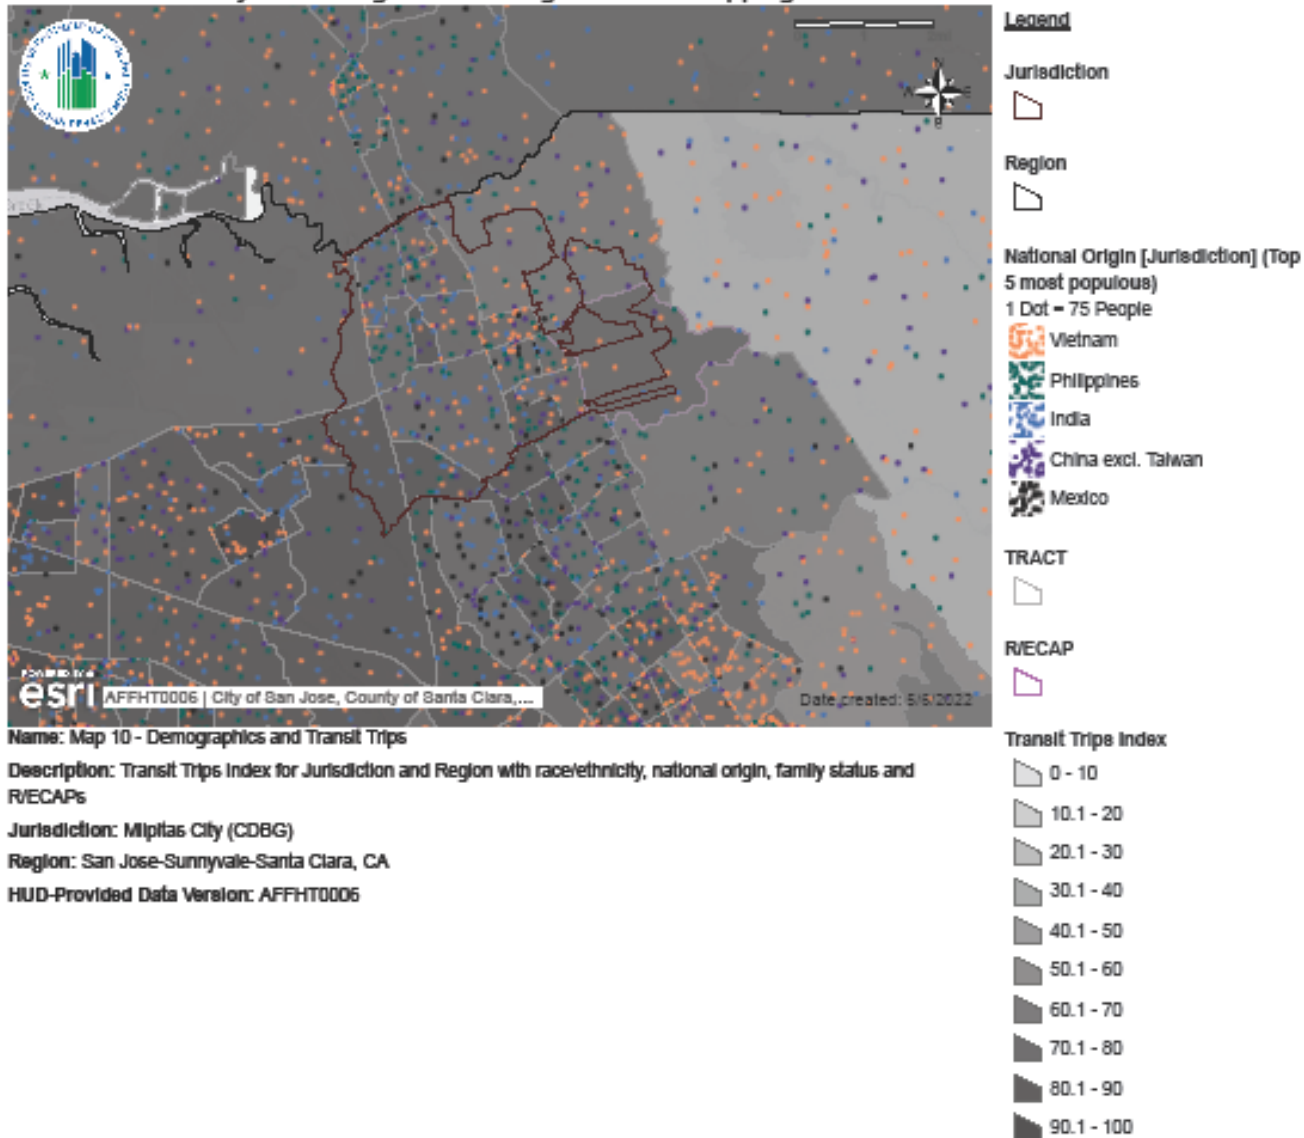 POWERED BY
esri
AFFHT0006 | City of San Jose, County of Santa Clara,...
Date created: 5/5/2022
N
Name: Map 10 - Demographics and Transit Trips
Description: Transit Trips Index for Jurisdiction and Region with race/ethnicity, national origin, family status and
R/ECAPs
Jurisdiction: Milpitas City (CDBG)
Region: San Jose-Sunnyvale-Santa Clara, CA
HUD-Provided Data Version: AFFHT0006
Legend
Jurisdiction
Region
National Origin [Jurisdiction] (Top
5 most populous)
1 Dot = 75 People
Vietnam
Philippines
India
China excl. Taiwan
Mexico
TRACT
R/ECAP
Transit Trips Index
0 - 10
10.1 - 20
20.1 - 30
30.1 - 40
40.1 - 50
50.1 - 60
60.1 - 70
70.1 - 80
80.1 - 90
90.1 - 100